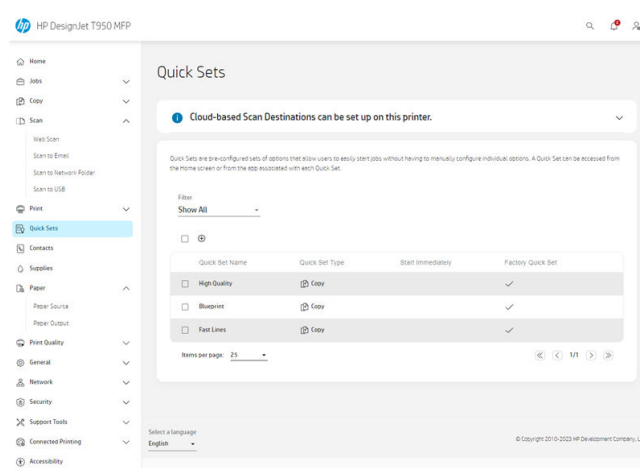 hp HP DesignJet T950 MFP
Home
Jobs
Copy
Scan
Web Scan
Scan to Email
Scan to Network Folder
Scan to USB
Print
Quick Sets
Contacts
Supplies
Paper
Paper Source
Paper Output
Print Quality
General
Network
Security
Support Tools
Connected Printing
Accessibility
Quick Sets
Cloud-based Scan Destinations can be set up on this printer.
Quick Sets are pre-configured sets of options that allow users to easily start jobs without having to manually configure individual options. A Quick Set can be accessed from
the Home screen or from the app associated with each Quick Set.
Filter
Show All
Quick Set Name Quick Set Type Start Immediately Factory Quick Set
High Quality Copy
Blueprint Copy
Fast Lines Copy
Items per page: 25 1/1
Select a language
English
© Copyright 2010-2023 HP Development Company, L